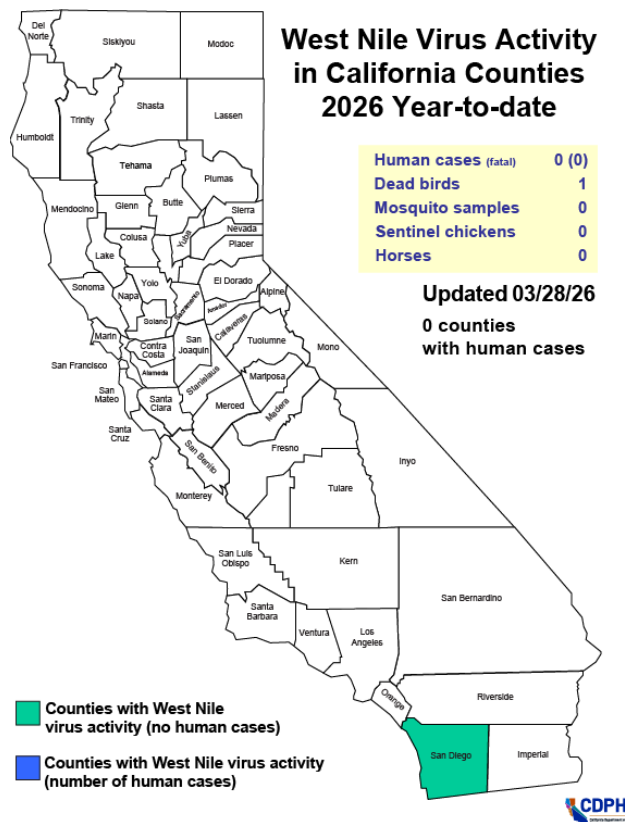 West Nile Virus Activity
in California Counties
2026 Year-to-date
Human cases (fatal) 0 (0)
Dead birds 1
Mosquito samples 0
Sentinel chickens 0
Horses 0
Updated 03/28/26
0 counties
with human cases
Del
Norte
Siskiyou
Modoc
Humboldt
Trinity
Shasta
Lassen
Tehama
Plumas
Mendocino
Glenn
Butte
Sierra
Colusa
Yuba
Nevada
Placer
Lake
Sonoma
Napa
Yolo
Sacramento
El Dorado
Alpine
Amador
Solano
Calaveras
Marin
Contra
Costa
San
Joaquin
Tuolumne
Mono
San Francisco
Alameda
Stanislaus
Mariposa
San
Mateo
Santa
Clara
Merced
Madera
Santa
Cruz
San Benito
Fresno
Inyo
Monterey
Tulare
San Luis
Obispo
Kern
San Bernardino
Santa
Barbara
Ventura
Los
Angeles
Orange
Riverside
San Diego
Imperial
Counties with West Nile
virus activity (no human cases)
Counties with West Nile virus activity
(number of human cases)
CDPH